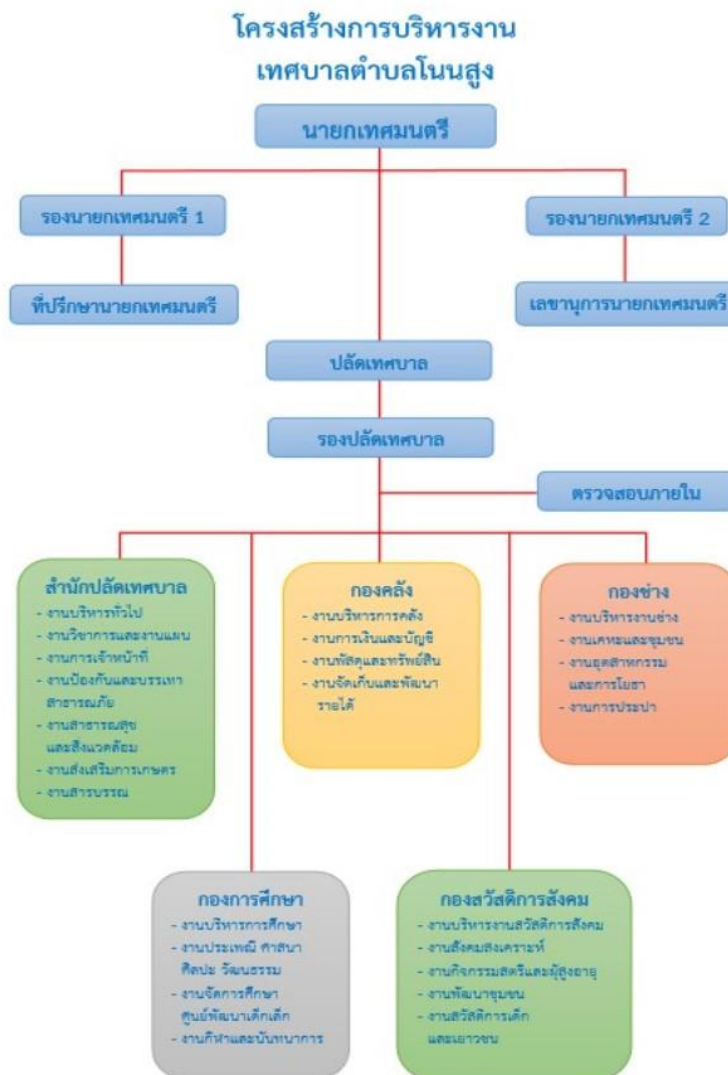 โครงสร้างการบริหารงาน
เทศบาลตำบลโนนสูง
นายกเทศมนตรี
รองนายกเทศมนตรี 1
รองนายกเทศมนตรี 2
ที่ปรึกษานายกเทศมนตรี
เลขานุการนายกเทศมนตรี
ปลัดเทศบาล
รองปลัดเทศบาล
ตรวจสอบภายใน
สำนักปลัดเทศบาล
- งานบริหารทั่วไป
- งานวิชาการและงานแผน
- งานการเจ้าหน้าที่
- งานป้องกันและบรรเทา
สาธารณภัย
- งานสาธารณสุข
และสิ่งแวดล้อม
- งานส่งเสริมการเกษตร
- งานสารบรรณ
กองคลัง
- งานบริหารการคลัง
- งานการเงินและบัญชี
- งานพัสดุและทรัพย์สิน
- งานจัดเก็บและพัฒนา
รายได้
กองช่าง
- งานบริหารงานช่าง
- งานเคหะและชุมชน
- งานอุตสาหกรรม
และการโยธา
- งานการประปา
กองการศึกษา
- งานบริหารการศึกษา
- งานประเพณี ศาสนา
ศิลปะ วัฒนธรรม
- งานจัดการศึกษา
ศูนย์พัฒนาเด็กเล็ก
- งานกีฬาและนันทนาการ
กองสวัสดิการสังคม
- งานบริหารงานสวัสดิการสังคม
- งานสังคมสงเคราะห์
- งานกิจกรรมสตรีและผู้สูงอายุ
- งานพัฒนาชุมชน
- งานสวัสดิการเด็ก
และเยาวชน